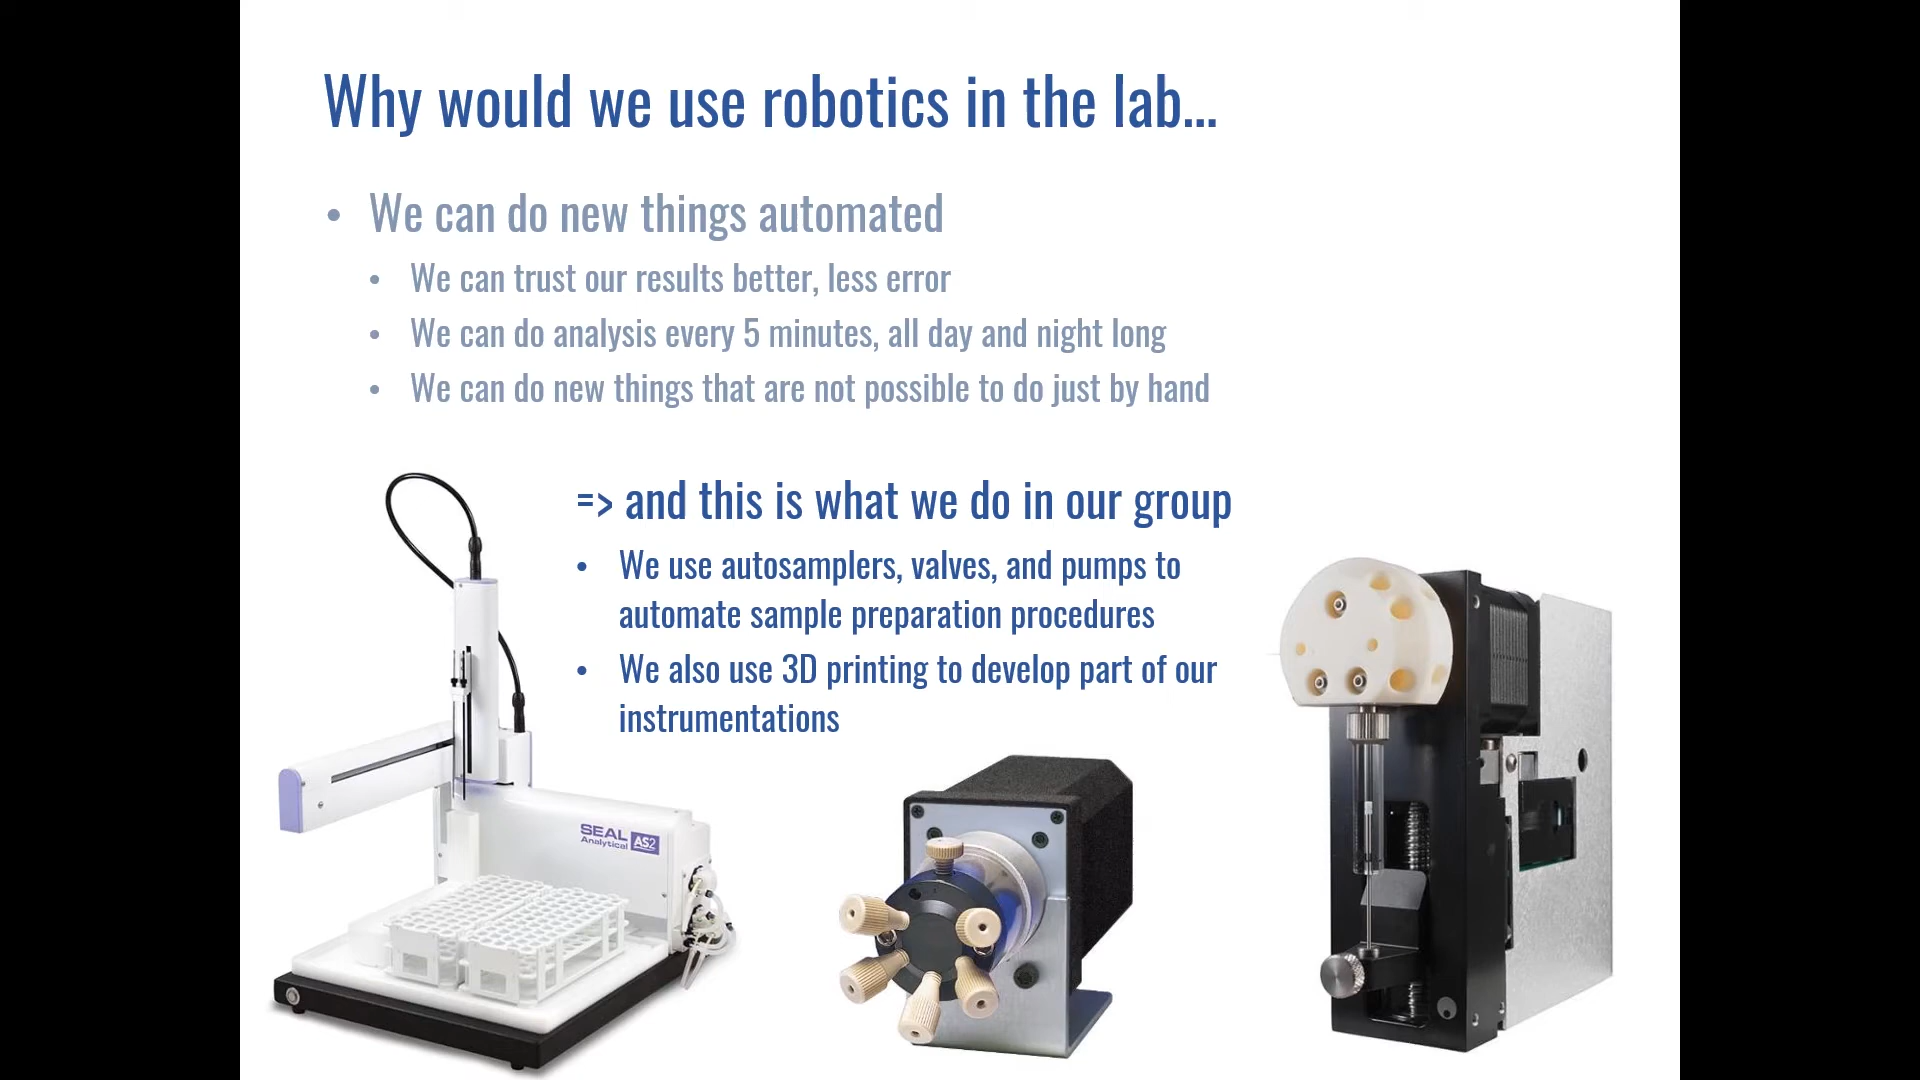 Why would we use robotics in the lab...
• We can do new things automated
• We can trust our results better, less error
• We can do analysis every 5 minutes, all day and night long
• We can do new things that are not possible to do just by hand
=> and this is what we do in our group
• We use autosamplers, valves, and pumps to
automate sample preparation procedures
• We also use 3D printing to develop part of our
instrumentations
SEAL
Analytical AS2